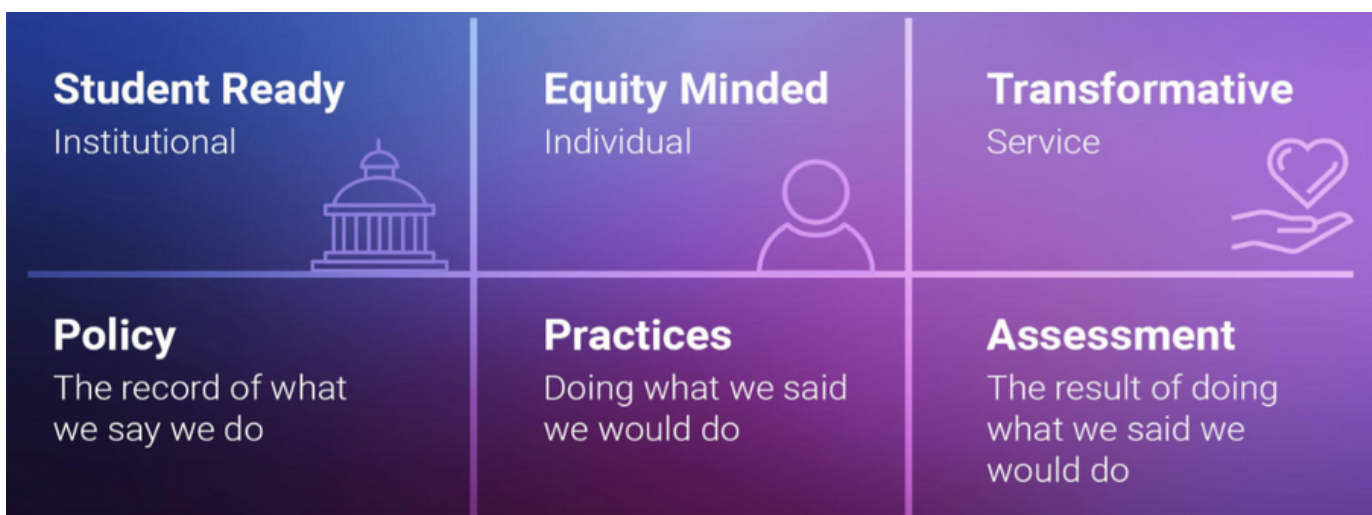 Student Ready
Institutional
Equity Minded
Individual
Transformative
Service
Policy
The record of what
we say we do
Practices
Doing what we said
we would do
Assessment
The result of doing
what we said we
would do